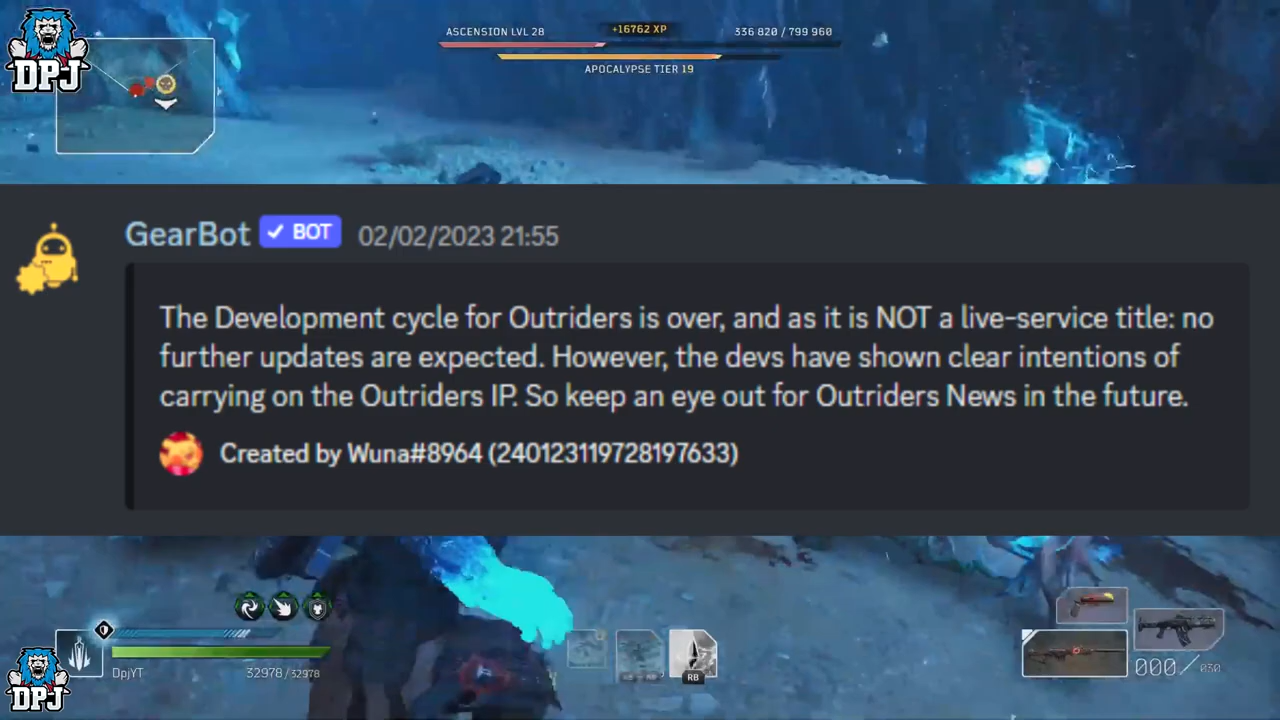 DPJ
ASCENSION LVL 28
+16762 XP
336 820 / 799 960
APOCALYPSE TIER 19
GearBot ✓ BOT 02/02/2023 21:55
The Development cycle for Outriders is over, and as it is NOT a live-service title: no
further updates are expected. However, the devs have shown clear intentions of
carrying on the Outriders IP. So keep an eye out for Outriders News in the future.
Created by Wuna#8964 (240123119728197633)
DpjYT
32978 / 32978
RB
000 / 030
DPJ